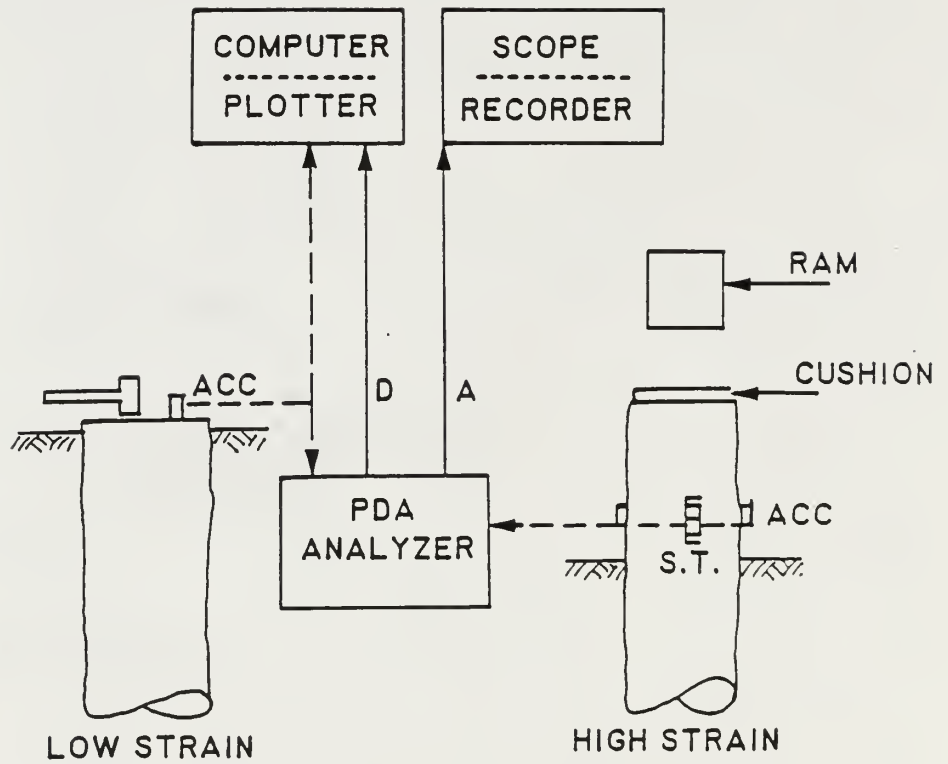 COMPUTER
PLOTTER
SCOPE
RECORDER
RAM
CUSHION
ACC
D
A
PDA
ANALYZER
ACC
S.T.
LOW STRAIN
HIGH STRAIN